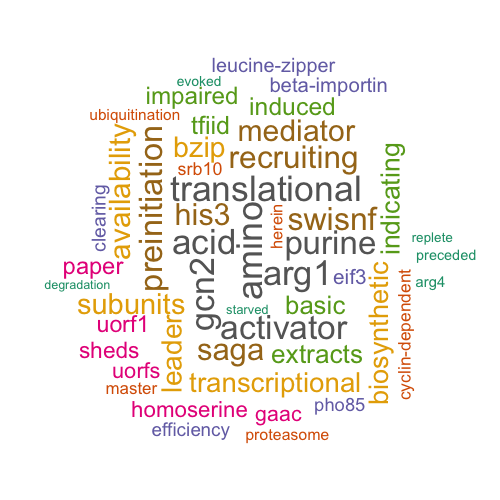 leucine-zipper
evoked
beta-importin
impaired
induced
ubiquitination
tfiid
mediator
availability
preinitiation
bzip
recruiting
srb10
translational
indicating
clearing
his3
amino
herein
swisnf
replete
acid
purine
preceded
paper
gcn2
arg1
eif3
biosynthetic
cyclin-dependent
arg4
degradation
subunits
starved
basic
uorf1
leader
activator
sheds
saga
extracts
uorfs
master
transcriptional
homoserine
gaac
pho85
efficiency
proteasome